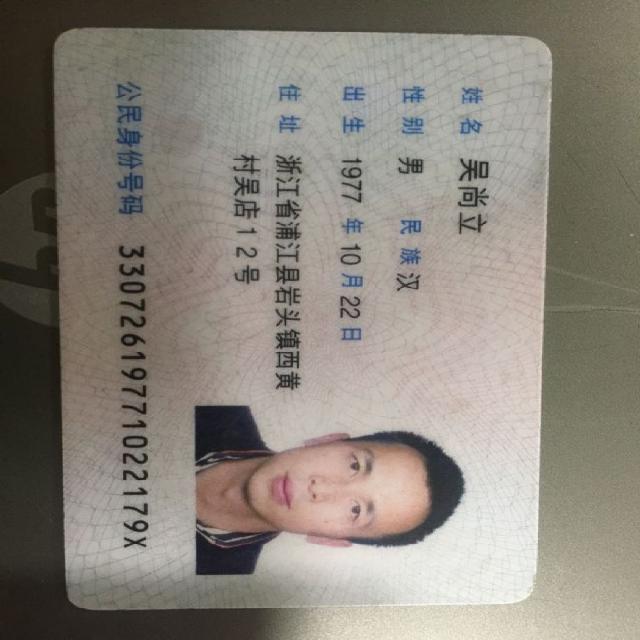 姓名 吴尚立
性别 男 民族 汉
出生 1977 年 10 月 22 日
住址 浙江省浦江县岩头镇西黄
村吴店12号
公民身份号码 33072619771022179X